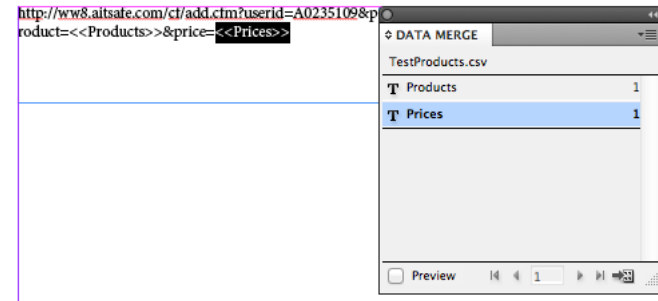 http://ww8.aitsafe.com/cf/add.cfm?userid=A0235109&p
roduct=<<Products>>&price=<<Prices>>
DATA MERGE
TestProducts.csv
T Products 1
T Prices 1
Preview 1